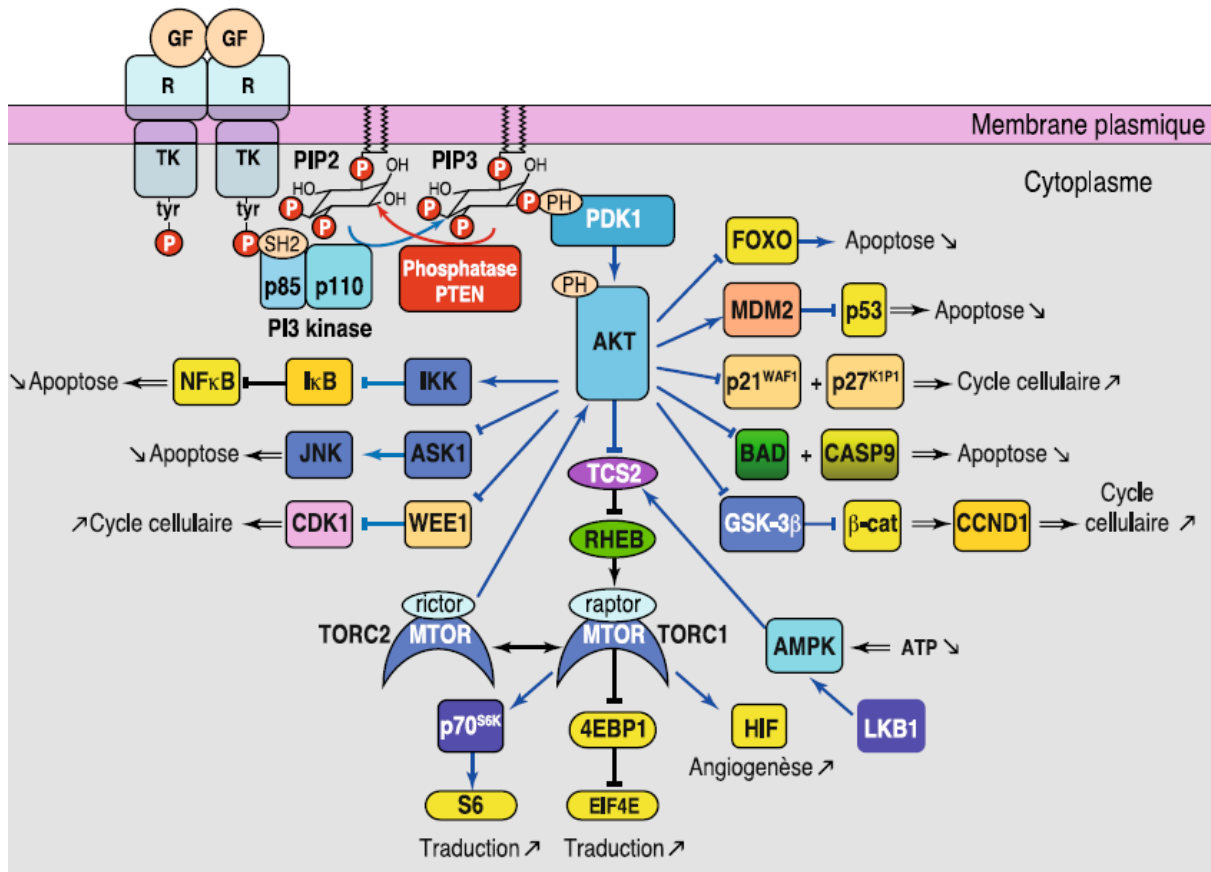 GF GF
R R
Membrane plasmique
TK TK
PIP2 P OH PIP3 P OH
HO OH HO
Cytoplasme
P P P P PH
tyr tyr
P P SH2
P P
PDK1
p85 p110
Phosphatase
PTEN
PI3 kinase
PH
AKT
FOXO Apoptose ↘
MDM2 p53 Apoptose ↘
↘ Apoptose NFκB IκB IKK
p21WAF1 + p27K1P1 Cycle cellulaire ↗
↘ Apoptose JNK ASK1
BAD + CASP9 Apoptose ↘
TCS2
↗ Cycle cellulaire CDK1 WEE1
GSK-3β β-cat CCND1 Cycle
cellulaire ↗
RHEB
rictor raptor
TORC2 MTOR MTOR TORC1
AMPK ATP ↘
p70S6K 4EBP1 HIF LKB1
Angiogenèse ↗
S6 EIF4E
Traduction ↗ Traduction ↗